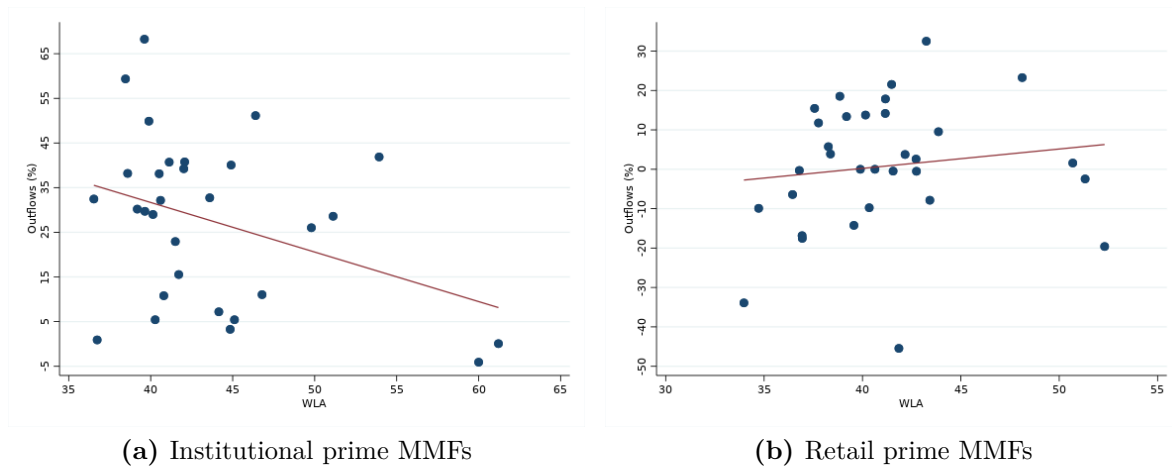 65
55
45
35
25
15
5
-5
Outflows (%)
35 40 45 50 55 60 65
WLA
(a) Institutional prime MMFs
30
20
10
0
-10
-20
-30
-40
-50
Outflows (%)
30 35 40 45 50 55
WLA
(b) Retail prime MMFs